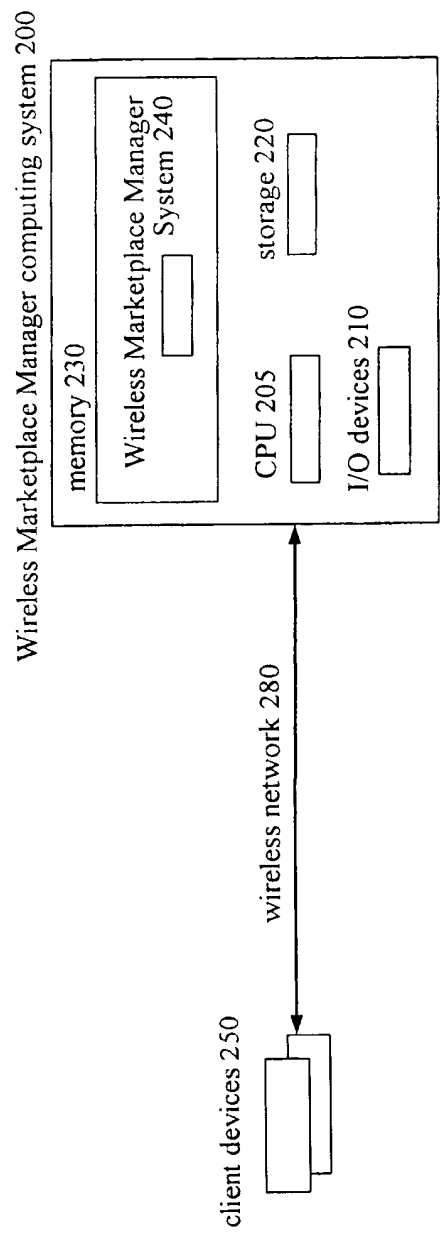 Wireless Marketplace Manager computing system 200
memory 230
Wireless Marketplace Manager
System 240
CPU 205
storage 220
I/O devices 210
wireless network 280
client devices 250